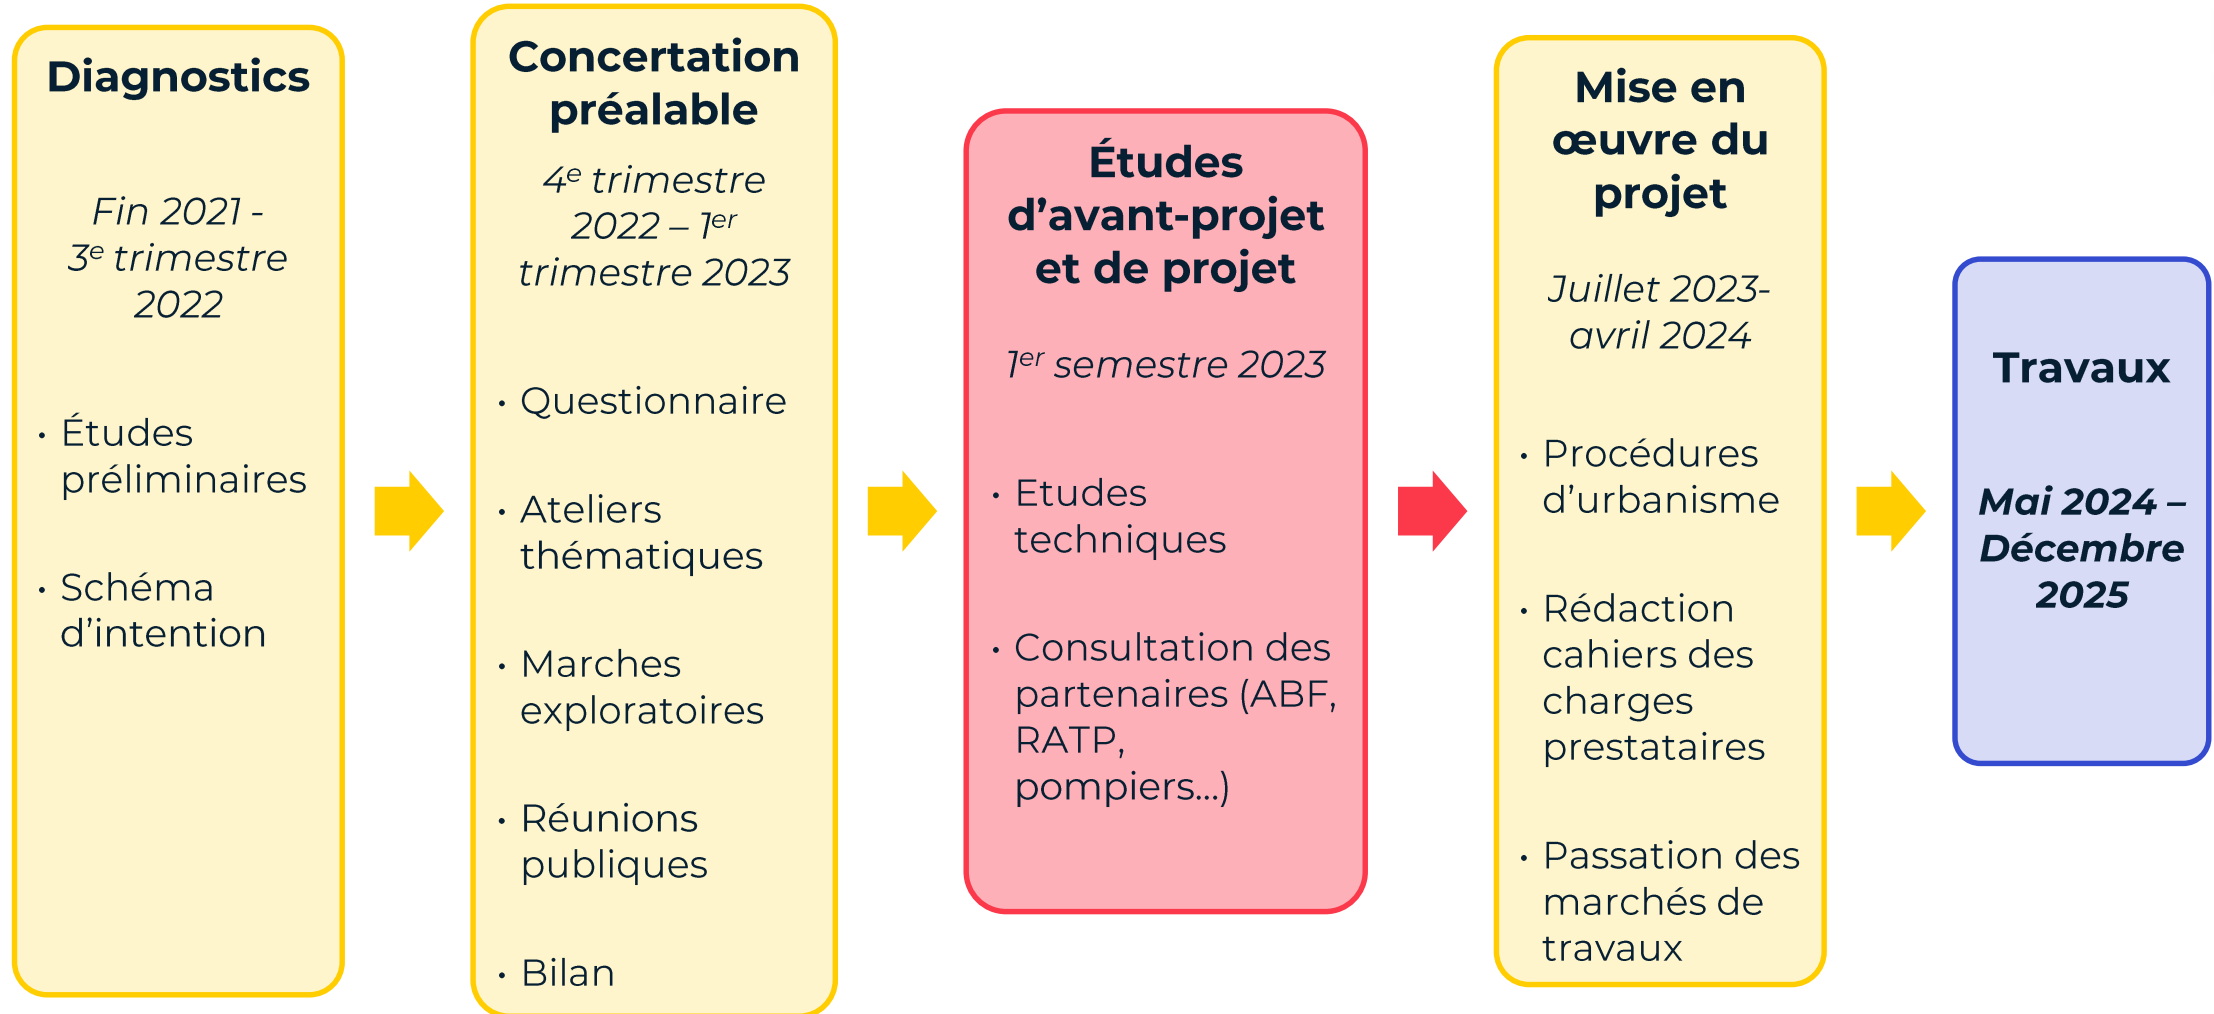 Diagnostics
Fin 2021 -
3e trimestre
2022
• Études
préliminaires
• Schéma
d’intention
Concertation
préalable
4e trimestre
2022 – 1er
trimestre 2023
• Questionnaire
• Ateliers
thématiques
• Marches
exploratoires
• Réunions
publiques
• Bilan
Études
d’avant-projet
et de projet
1er semestre 2023
• Etudes
techniques
• Consultation des
partenaires (ABF,
RATP,
pompiers...)
Mise en
œuvre du
projet
Juillet 2023-
avril 2024
• Procédures
d’urbanisme
• Rédaction
cahiers des
charges
prestataires
• Passation des
marchés de
travaux
Travaux
Mai 2024 –
Décembre
2025